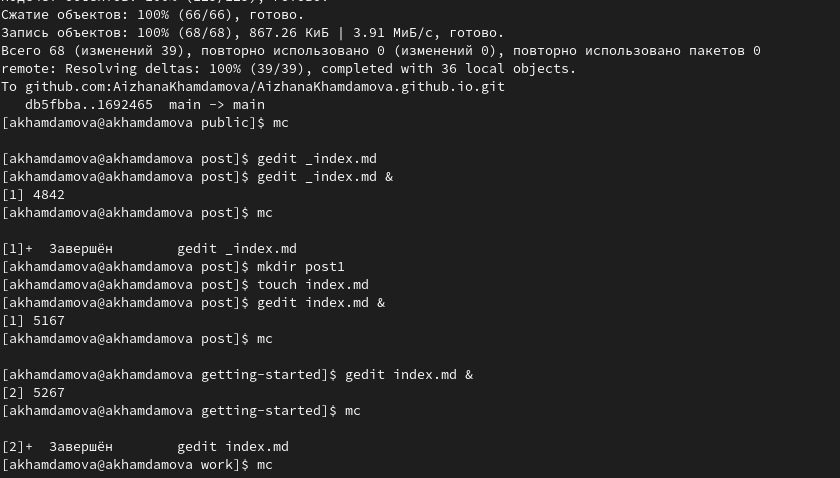 Сжатие объектов: 100% (66/66), готово.
Запись объектов: 100% (68/68), 867.26 КиБ | 3.91 МиБ/с, готово.
Всего 68 (изменений 39), повторно использовано 0 (изменений 0), повторно использовано пакетов 0
remote: Resolving deltas: 100% (39/39), completed with 36 local objects.
To github.com:AizhanaKhamdamova/AizhanaKhamdamova.github.io.git
   db5fbba..1692465  main -> main
[akhamdamova@akhamdamova public]$ mc
[akhamdamova@akhamdamova post]$ gedit _index.md
[akhamdamova@akhamdamova post]$ gedit _index.md &
[1] 4842
[akhamdamova@akhamdamova post]$ mc
[1]+  Завершён        gedit _index.md
[akhamdamova@akhamdamova post]$ mkdir post1
[akhamdamova@akhamdamova post]$ touch index.md
[akhamdamova@akhamdamova post]$ gedit index.md &
[1] 5167
[akhamdamova@akhamdamova post]$ mc
[akhamdamova@akhamdamova getting-started]$ gedit index.md &
[2] 5267
[akhamdamova@akhamdamova getting-started]$ mc
[2]+  Завершён        gedit index.md
[akhamdamova@akhamdamova work]$ mc